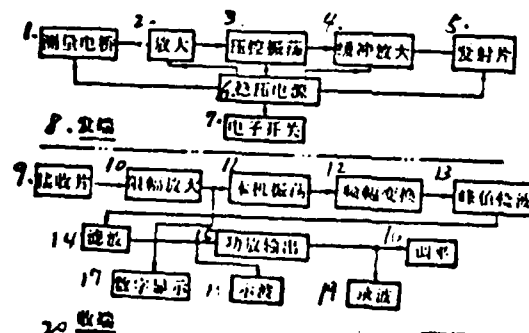 1. 测量电桥
2. 放大
3. 压控振荡
4. 缓冲放大
5. 发射片
6. 稳压电源
7. 电子开关
8. 发端
9. 接收片
10 限幅放大
11 本机振荡
12 频幅变换
13 峰值检波
14 滤波
15 功放输出
16
17 数字显示
示波
19 录波
20 收端